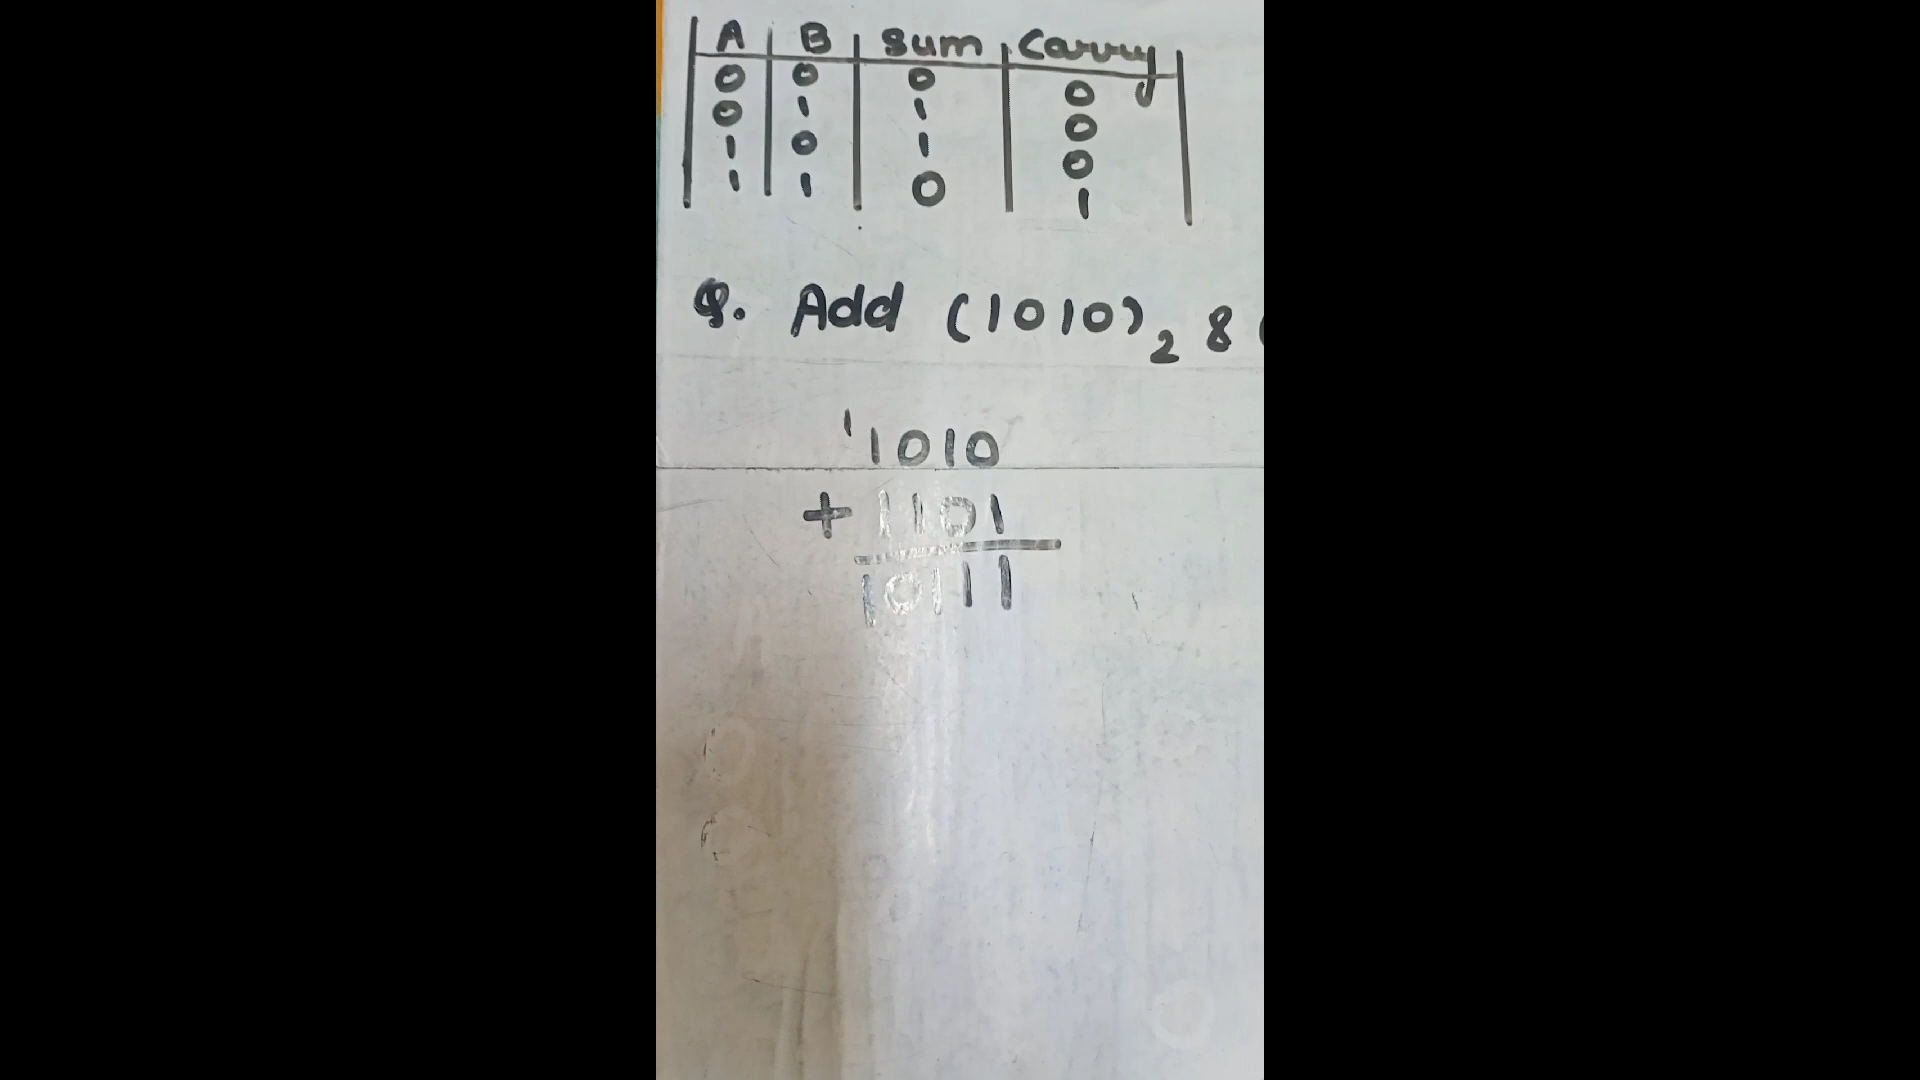 A B Sum Carry
0 0 0 0
0 1 1 0
1 0 1 0
1 1 0 1
Q. Add (1010)2 & (
1
1010
+ 1101
10111